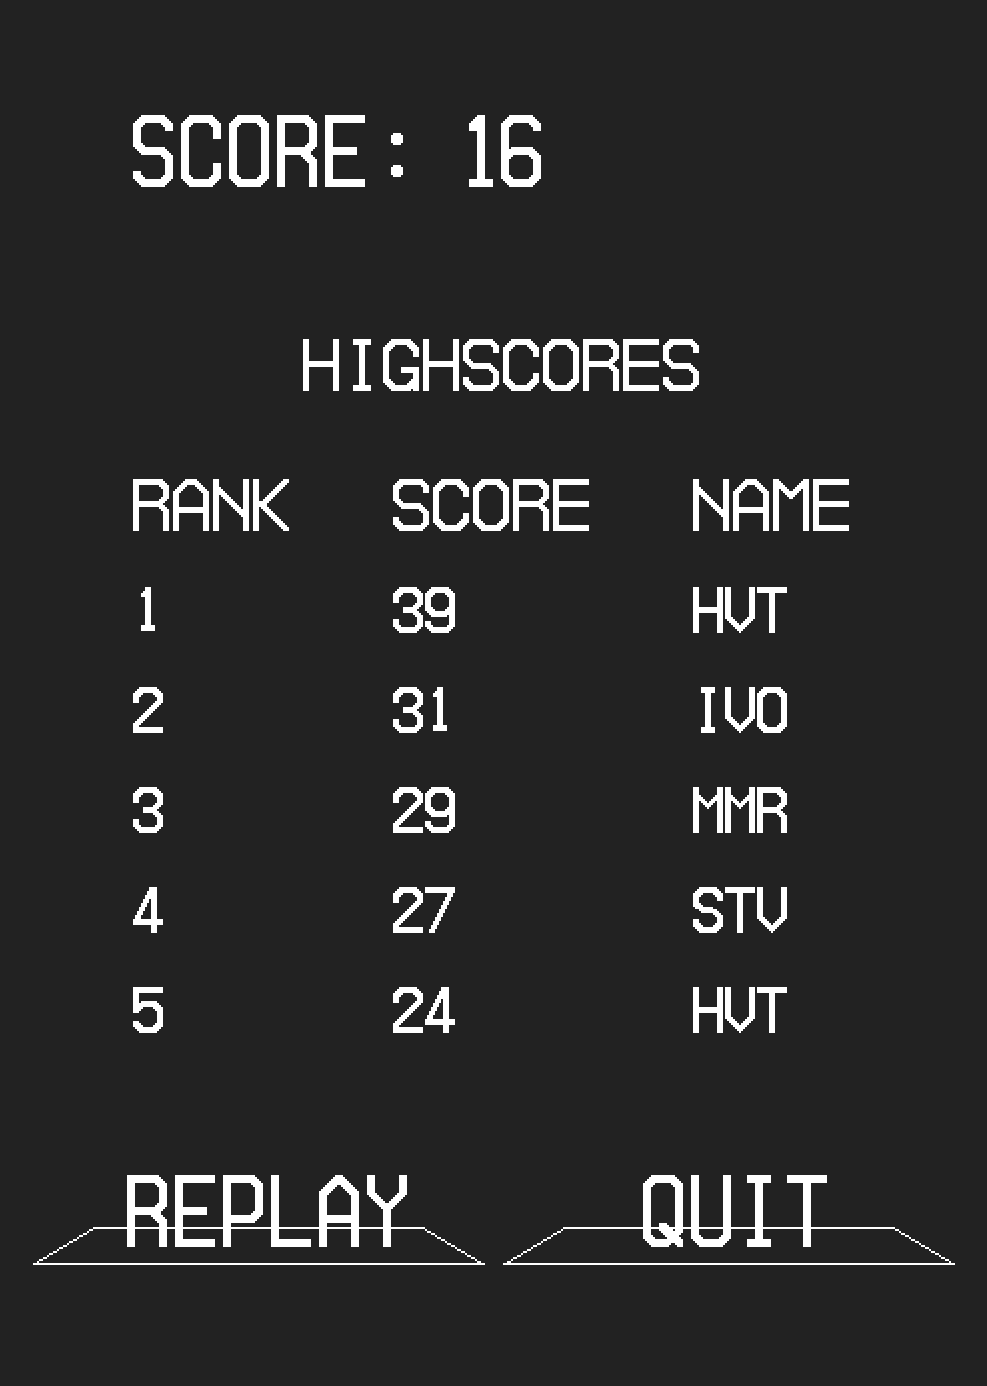 SCORE: 16
HIGHSCORES
RANK SCORE NAME
1 39 HVT
2 31 IVO
3 29 MMR
4 27 STV
5 24 HVT
REPLAY QUIT